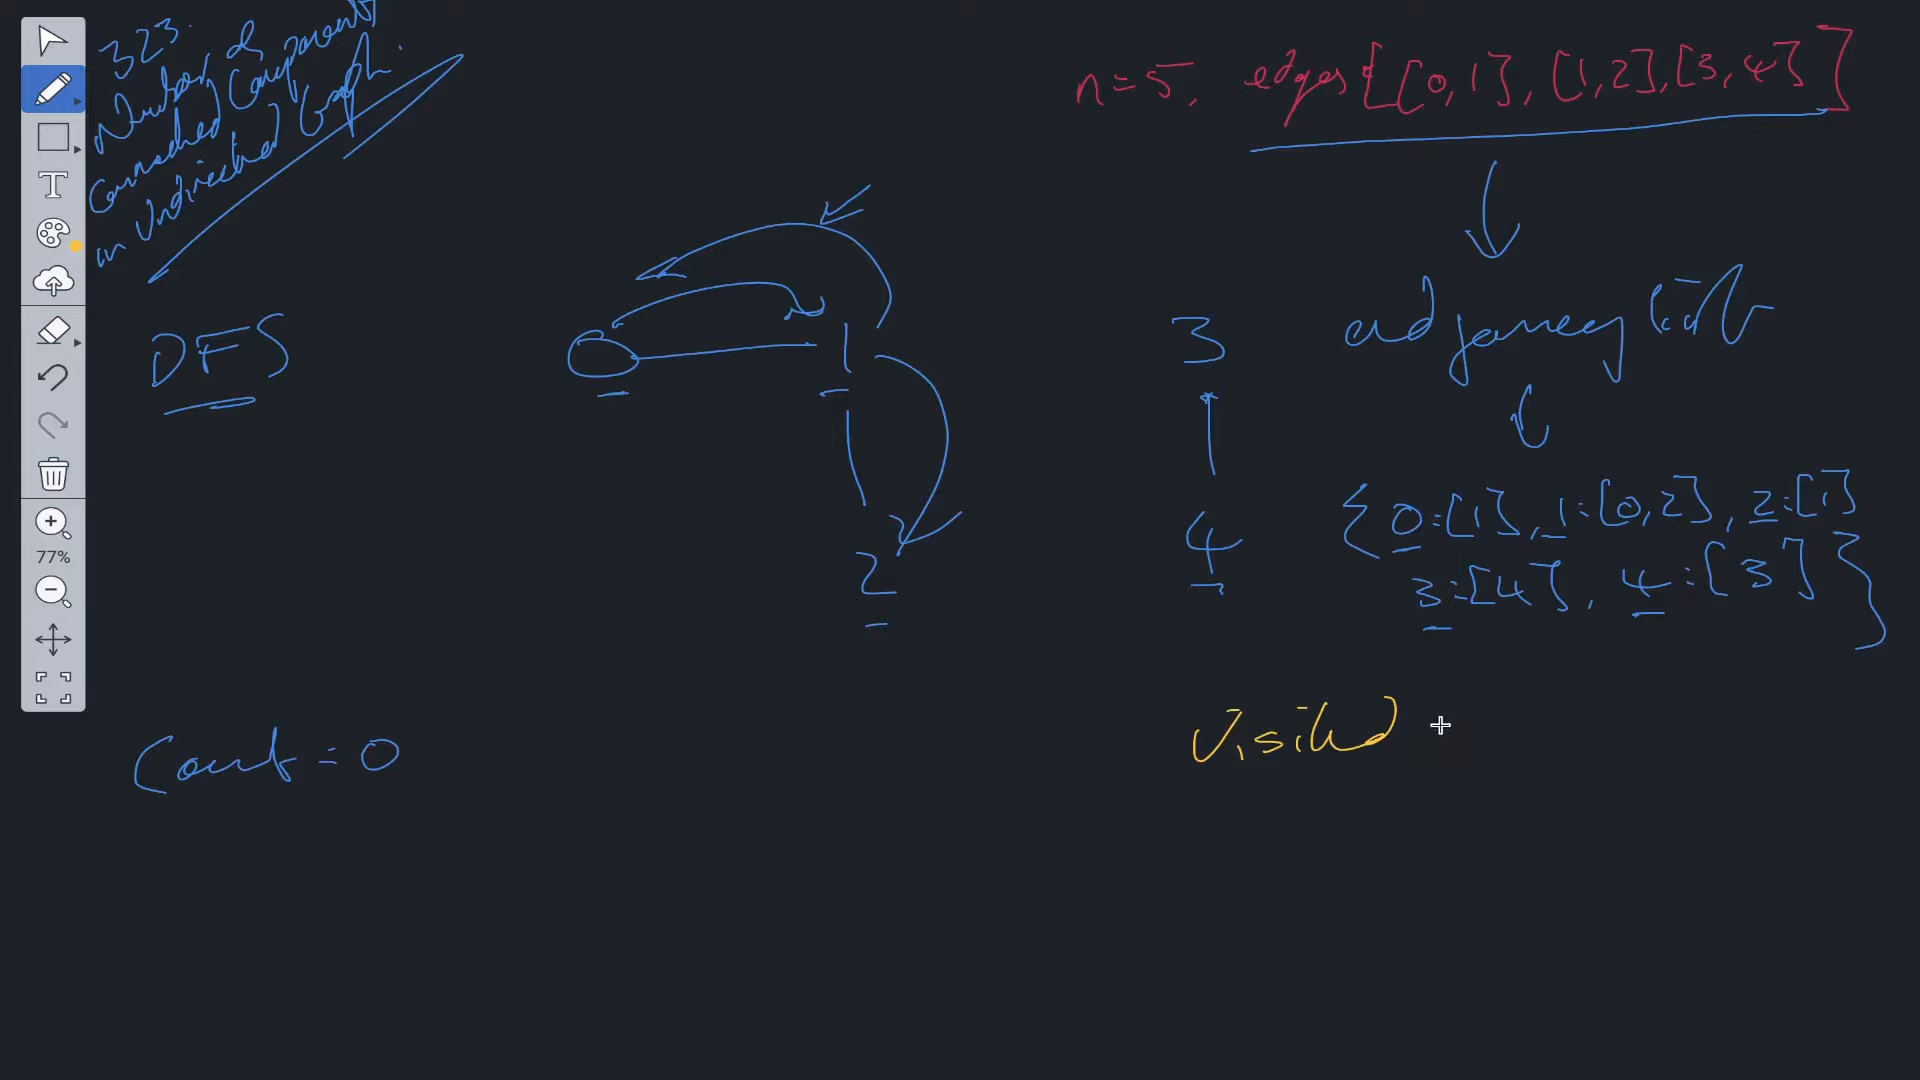 323.
Number of
Connected Components
in Undirected Graph.
n=5, edges[[0,1],[1,2],[3,4]]
DFS
0
1
2
3
4
adjacency list
{0:[1],1:[0,2],2:[1]
3:[4],4:[3]}
Count=0
Visited
T
77%